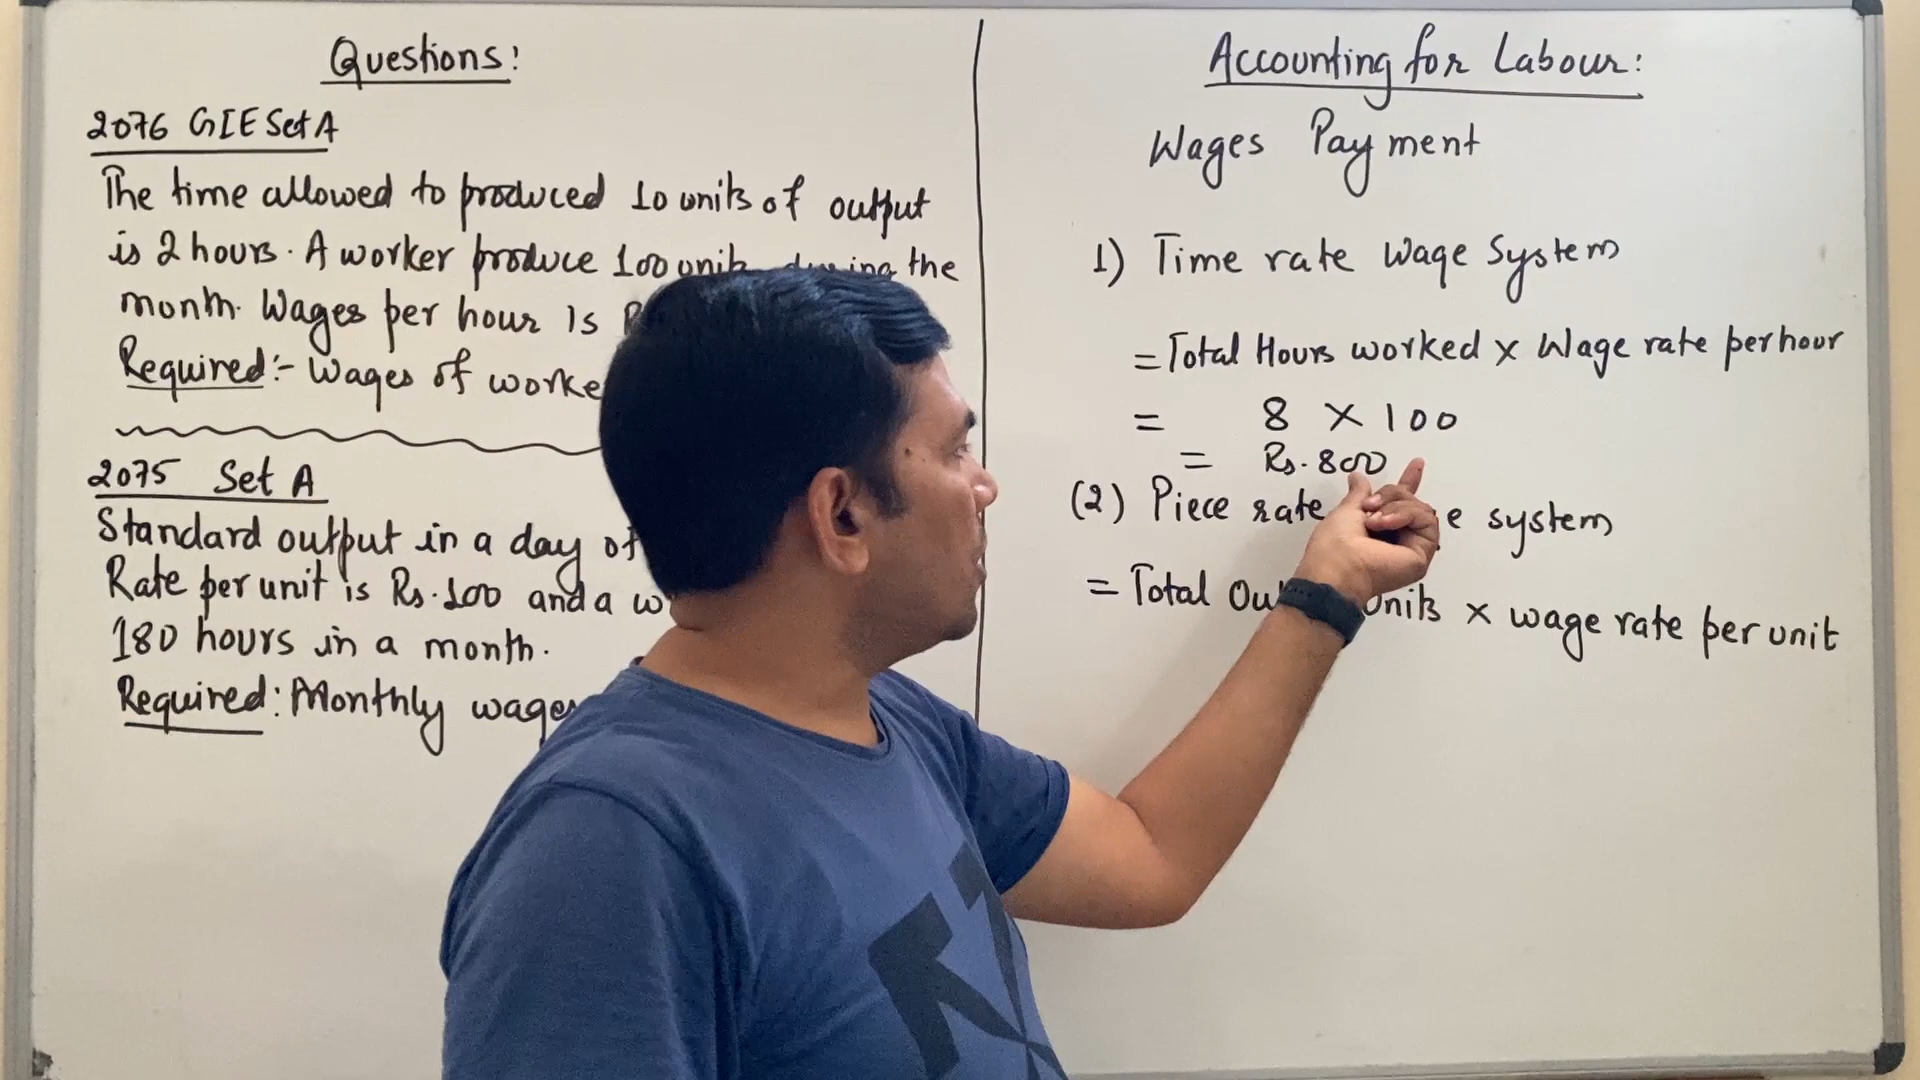 Questions:
2076 GIE Set A
The time allowed to produced 10 units of output
is 2 hours. A worker produce 100 the
month. Wages per hour is
Required:- Wages of
2075 Set A
Standard output in a day of
Rate per unit is Rs. 100 and a
180 hours in a month.
Required: Monthly wages
Accounting for Labour:
Wages Payment
1) Time rate Wage System
= Total Hours worked x Wage rate per hour
= 8 X 100
= Rs. 800
(2) Piece rate system
= Total units x wage rate per unit